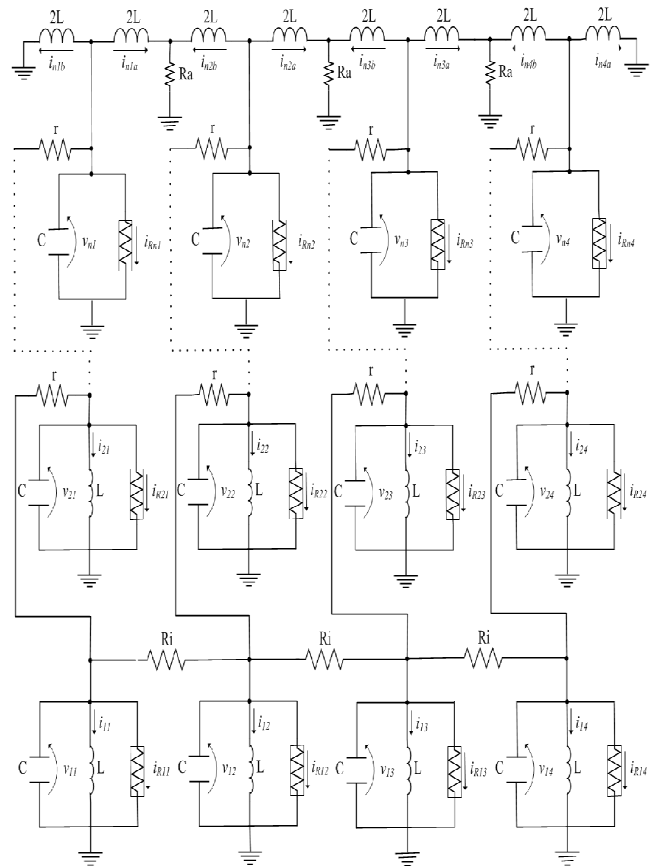 2L 2L 2L 2L 2L 2L 2L 2L
i_{n1b} i_{n1a} i_{n2b} i_{n2a} i_{n3b} i_{n3a} i_{n4b} i_{n4a}
Ra Ra Ra
r r r r
C v_{n1} i_{Rn1} C v_{n2} i_{Rn2} C v_{n3} i_{Rn3} C v_{n4} i_{Rn4}
r r r r
i_{21} i_{22} i_{23} i_{24}
C v_{21} L i_{R21} C v_{22} L i_{R22} C v_{23} L i_{R23} C v_{24} L i_{R24}
Ri Ri Ri
i_{11} i_{12} i_{13} i_{14}
C v_{11} L i_{R11} C v_{12} L i_{R12} C v_{13} L i_{R13} C v_{14} L i_{R14}